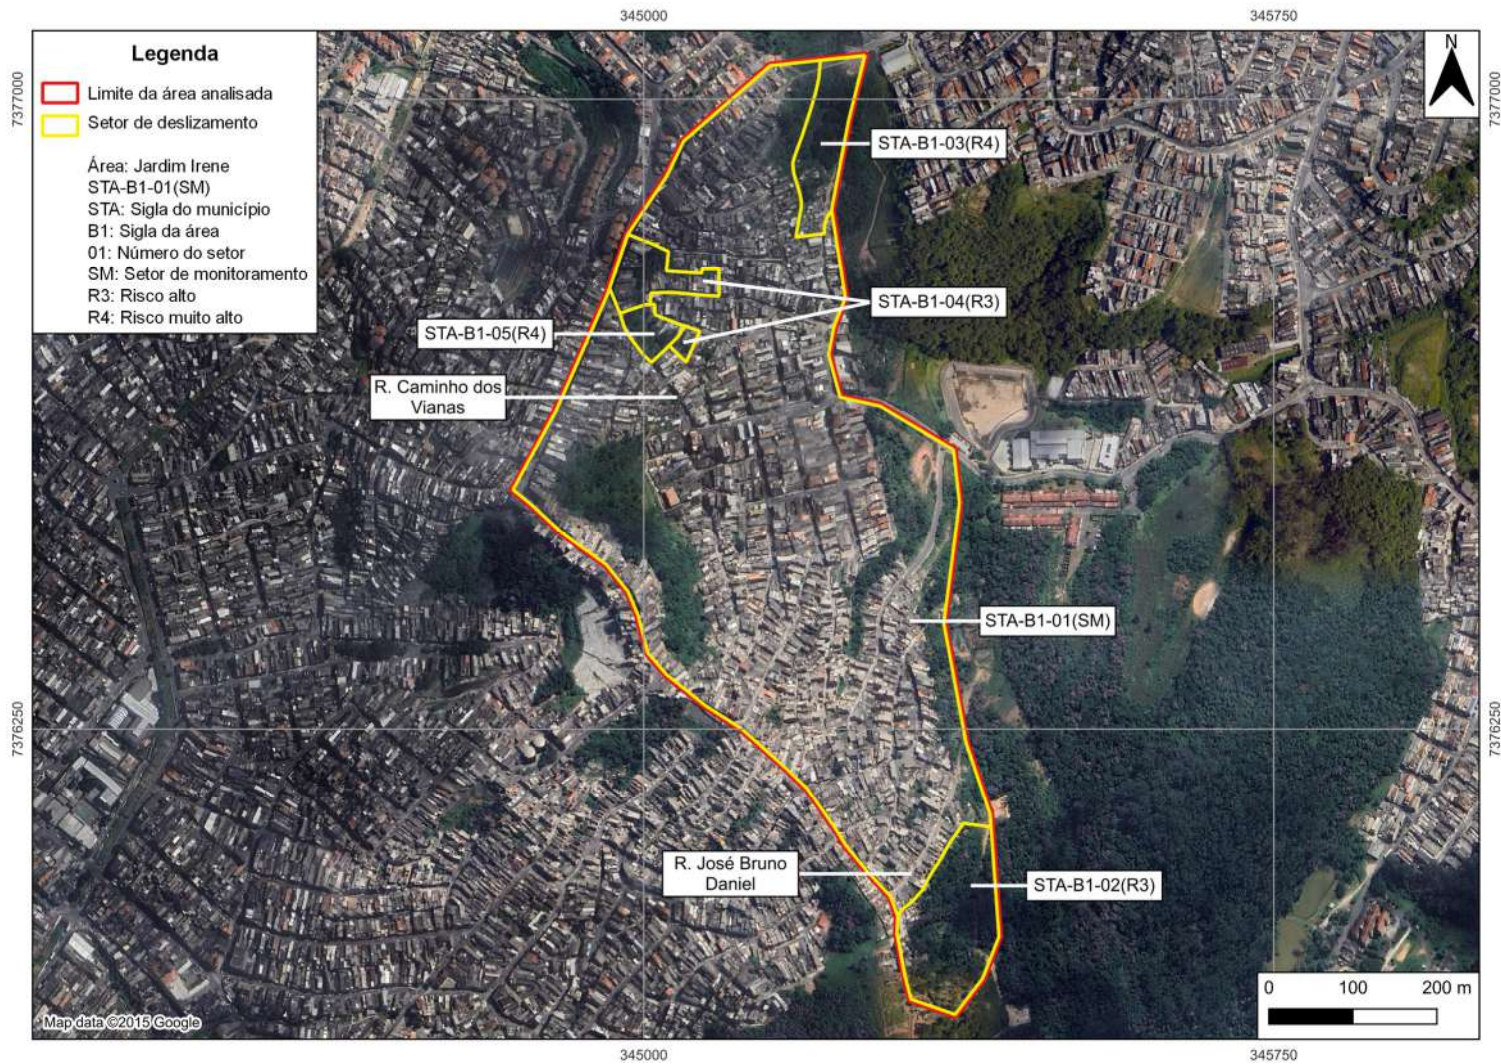 345000
345750
Legenda
Limite da área analisada
Setor de deslizamento
Área: Jardim Irene
STA-B1-01(SM)
STA: Sigla do município
B1: Sigla da área
01: Número do setor
SM: Setor de monitoramento
R3: Risco alto
R4: Risco muito alto
N
7377000
7377000
STA-B1-03(R4)
STA-B1-04(R3)
STA-B1-05(R4)
R. Caminho dos
Vianas
STA-B1-01(SM)
7376250
7376250
R. José Bruno
Daniel
STA-B1-02(R3)
0 100 200 m
Map data ©2015 Google
345000
345750